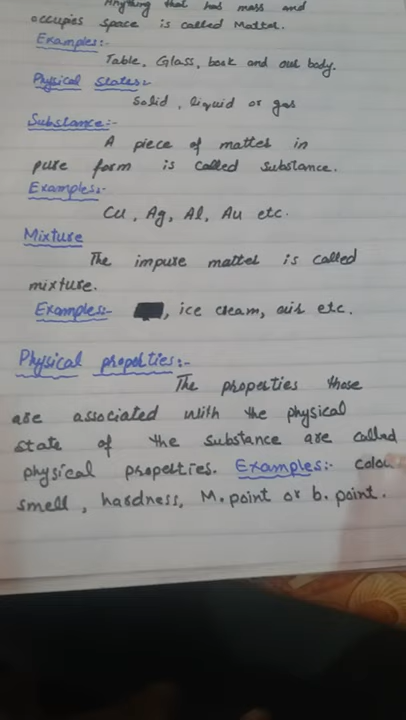 Anything that has mass and
occupies space is called Matter.
Examples:-
Table, Glass, book and our body.
Physical states:-
Solid, liquid or gas
Substance:-
A piece of matter in
pure form is called substance.
Examples:-
Cu, Ag, Al, Au etc.
Mixture
The impure matter is called
mixture.
Examples:- , ice cream, air etc.
Physical properties:-
The properties those
are associated with the physical
state of the substance are called
physical properties. Examples:- colou
smell, hardness, M.point or b.point.